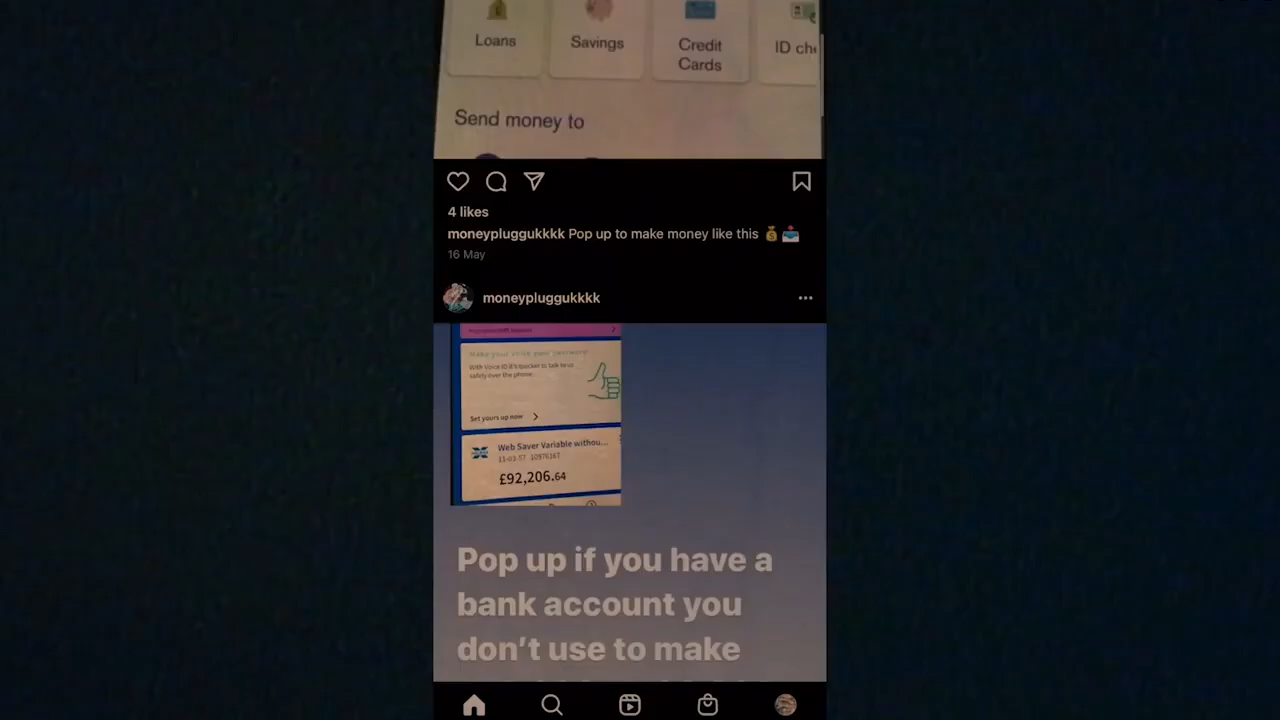 Loans
Savings
Credit
Cards
ID che
Send money to
4 likes
moneypluggukkkk Pop up to make money like this
16 May
moneypluggukkkk
Make your voice your password
With Voice ID it's quicker to talk to us
safely over the phone.
Set yours up now
Web Saver Variable withou...
£92,206.64
Pop up if you have a
bank account you
don't use to make